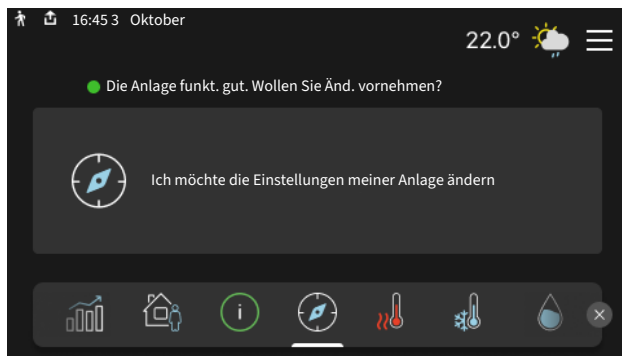 16:45 3 Oktober
22.0°
Die Anlage funkt. gut. Wollen Sie Änd. vornehmen?
Ich möchte die Einstellungen meiner Anlage ändern
i